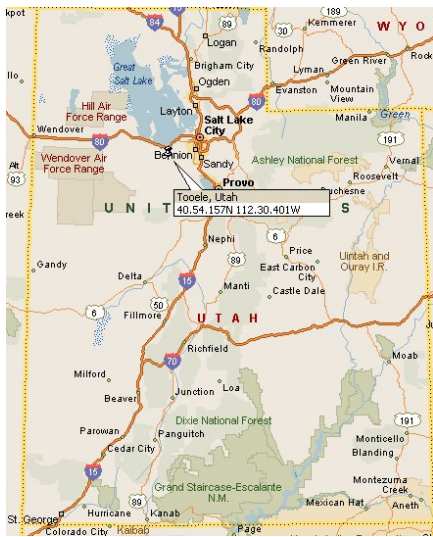 kpot
84
15
189
Kemmerer
W Y O
30
Logan
Randolph
Green River
Rock
Great
Salt Lake
Brigham City
Lyman
Ogden
80
Evanston
Mountain
View
Hill Air
Force Range
Layton
Manila
Green
Salt Lake
City
Wendover
80
191
Bennion
Sandy
Ashley National Forest
Vernal
Wendover Air
Force Range
Alt
93
Roosevelt
Provo
Duchesne
Tooele, Utah
40.54.157N 112.30.401W
U N I T
S
reek
6
Nephi
89
Price
Uintah and
Ouray I.R.
Gandy
East Carbon
City
Delta
15
Manti
Castle Dale
6
50
Fillmore
U T A H
Richfield
70
Moab
Milford
Junction
Loa
Beaver
Dixie National Forest
191
Parowan
Panguitch
Monticello
Cedar City
Blanding
15
Grand Staircase-Escalante
N.M.
Montezuma
Creek
89
Mexican Hat
Aneth
St. George
Hurricane
Kanab
Colorado City
Kaibab
Page